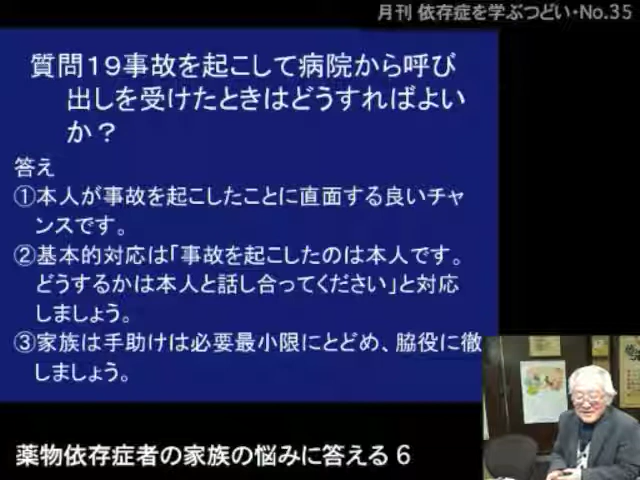 月刊 依存症を学ぶつどい・No.35
質問１９事故を起こして病院から呼び
出しを受けたときはどうすればよい
か？
答え
①本人が事故を起こしたことに直面する良いチャ
ンスです。
②基本的対応は「事故を起こしたのは本人です。
どうするかは本人と話し合ってください」と対応
しましょう。
③家族は手助けは必要最小限にとどめ、脇役に徹
しましょう。
薬物依存症者の家族の悩みに答える６